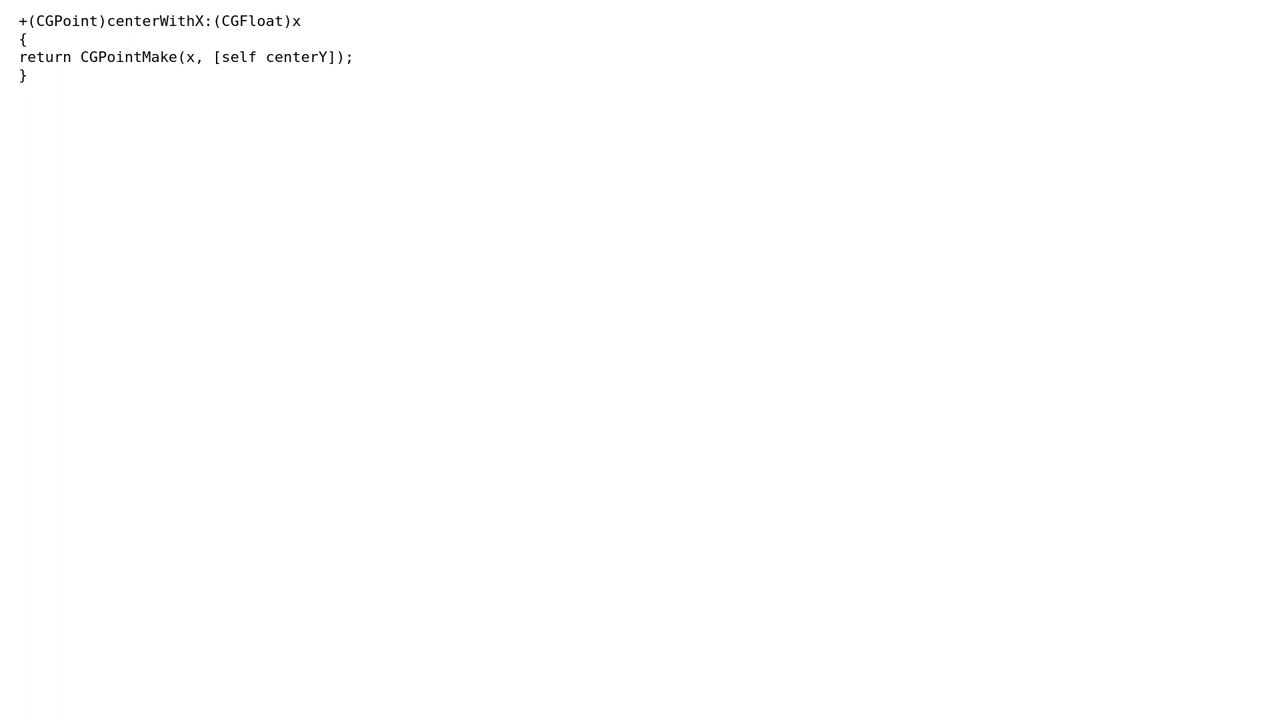 +(CGPoint)centerWithX:(CGFloat)x
{
return CGPointMake(x, [self centerY]);
}